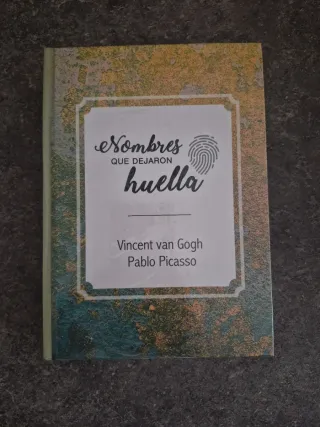 Nombres
QUE DEJARON
huella
Vincent van Gogh
Pablo Picasso